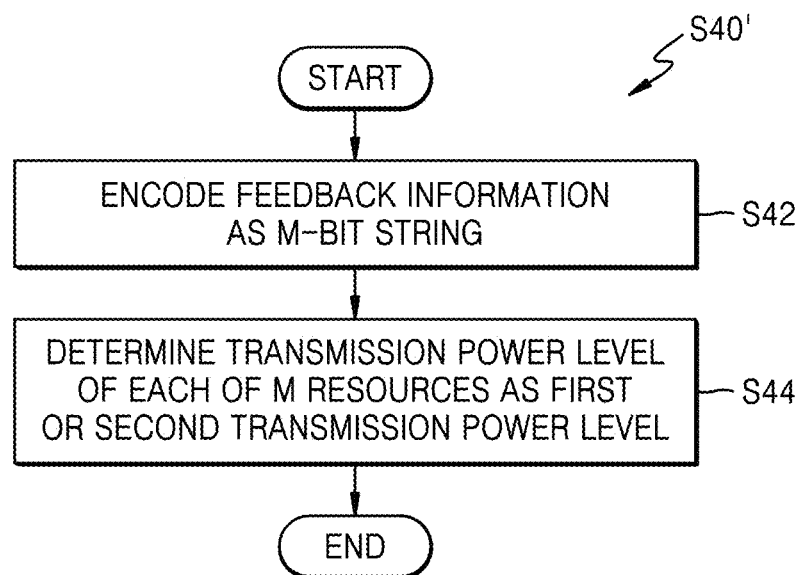 S40'
START
ENCODE FEEDBACK INFORMATION
AS M-BIT STRING
S42
DETERMINE TRANSMISSION POWER LEVEL
OF EACH OF M RESOURCES AS FIRST
OR SECOND TRANSMISSION POWER LEVEL
S44
END